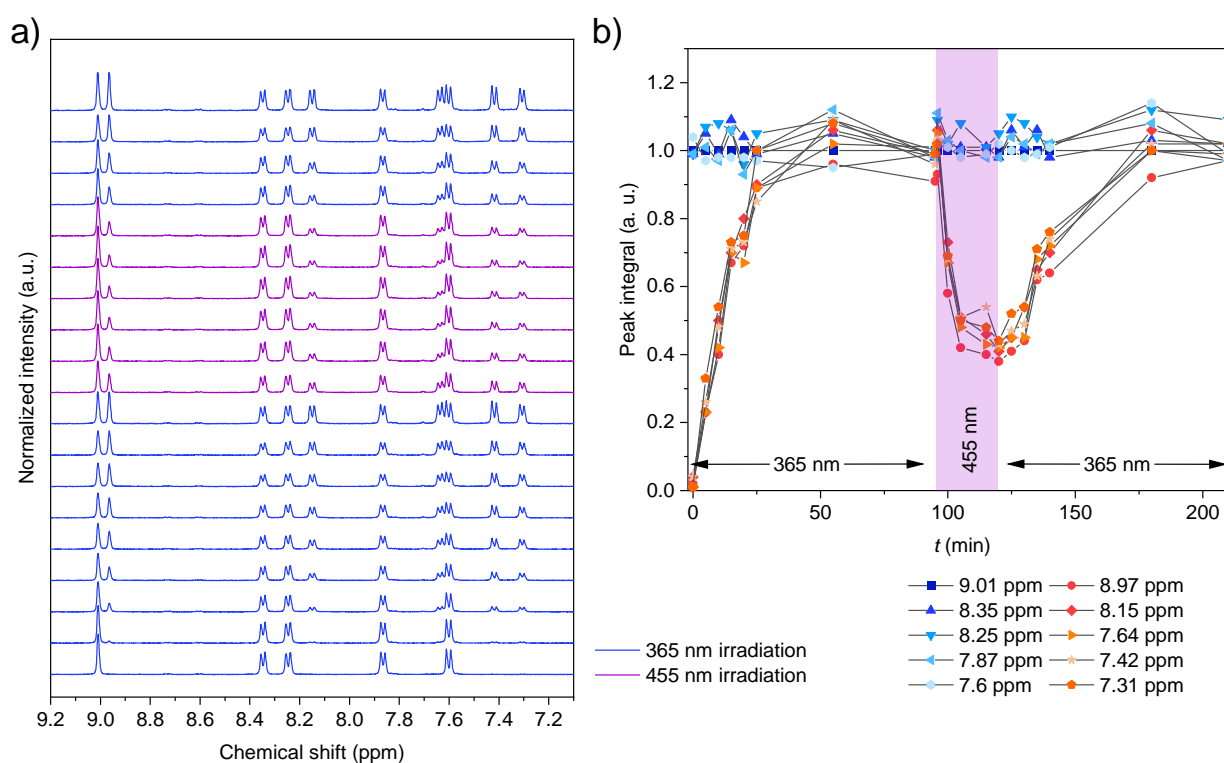 a)
Normalized intensity (a.u.)
9.2 9.0 8.8 8.6 8.4 8.2 8.0 7.8 7.6 7.4 7.2
Chemical shift (ppm)
365 nm irradiation
455 nm irradiation
b)
Peak integral (a. u.)
1.2
1.0
0.8
0.6
0.4
0.2
0.0
365 nm
455 nm
365 nm
0 50 100 150 200
t (min)
9.01 ppm 8.97 ppm
8.35 ppm 8.15 ppm
8.25 ppm 7.64 ppm
7.87 ppm 7.42 ppm
7.6 ppm 7.31 ppm